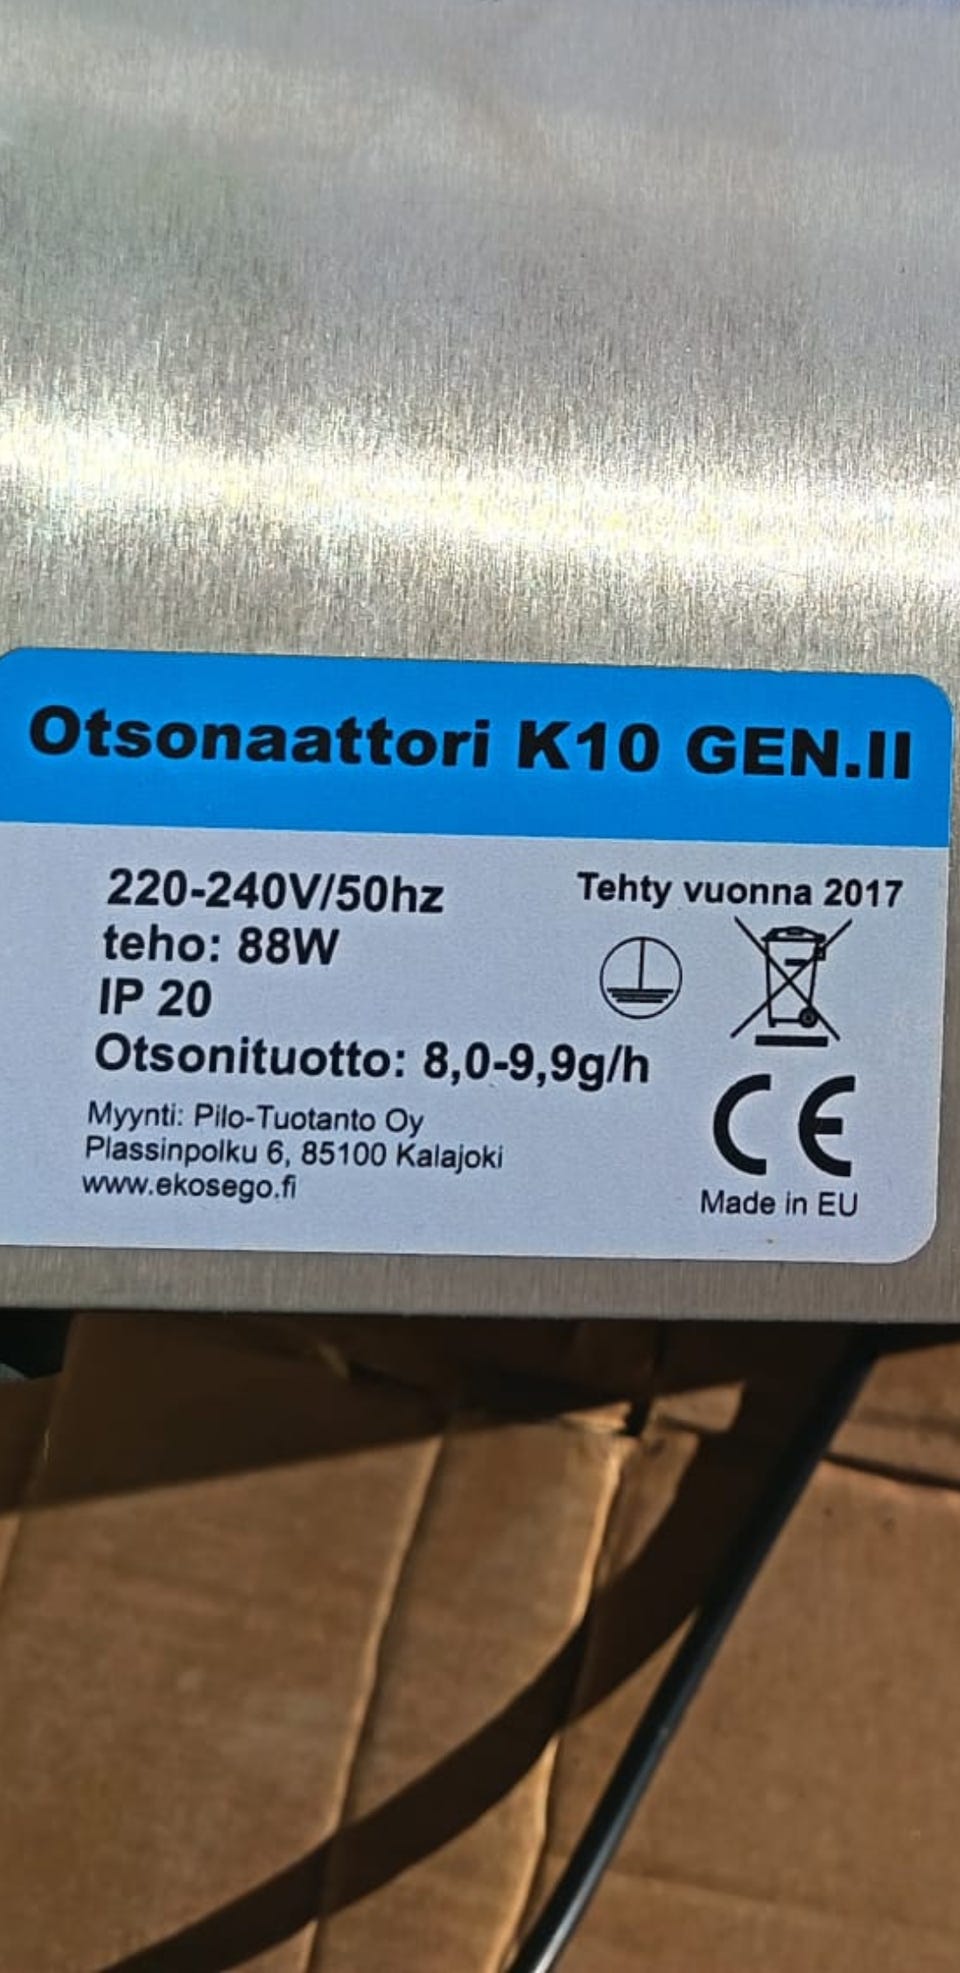 Otsonaattori K10 GEN.II
220-240V/50hz
teho: 88W
IP 20
Otsonituotto: 8,0-9,9g/h
Myynti: Pilo-Tuotanto Oy
Plassinpolku 6, 85100 Kalajoki
www.ekosego.fi
Tehty vuonna 2017
CE
Made in EU